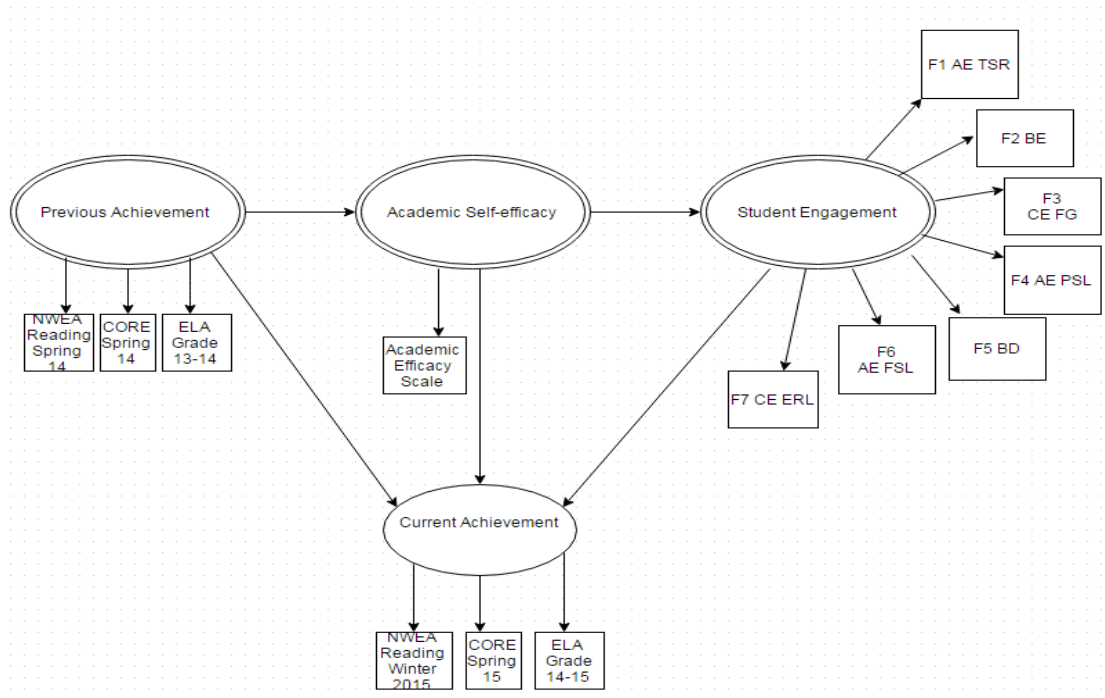 F1 AE TSR
F2 BE
Previous Achievement
Academic Self-efficacy
Student Engagement
F3
CE FG
F4 AE PSL
NWEA
Reading
Spring
14
CORE
Spring
14
ELA
Grade
13-14
Academic
Efficacy
Scale
F5 BD
F6
AE FSL
F7 CE ERL
Current Achievement
NWEA
Reading
Winter
2015
CORE
Spring
15
ELA
Grade
14-15